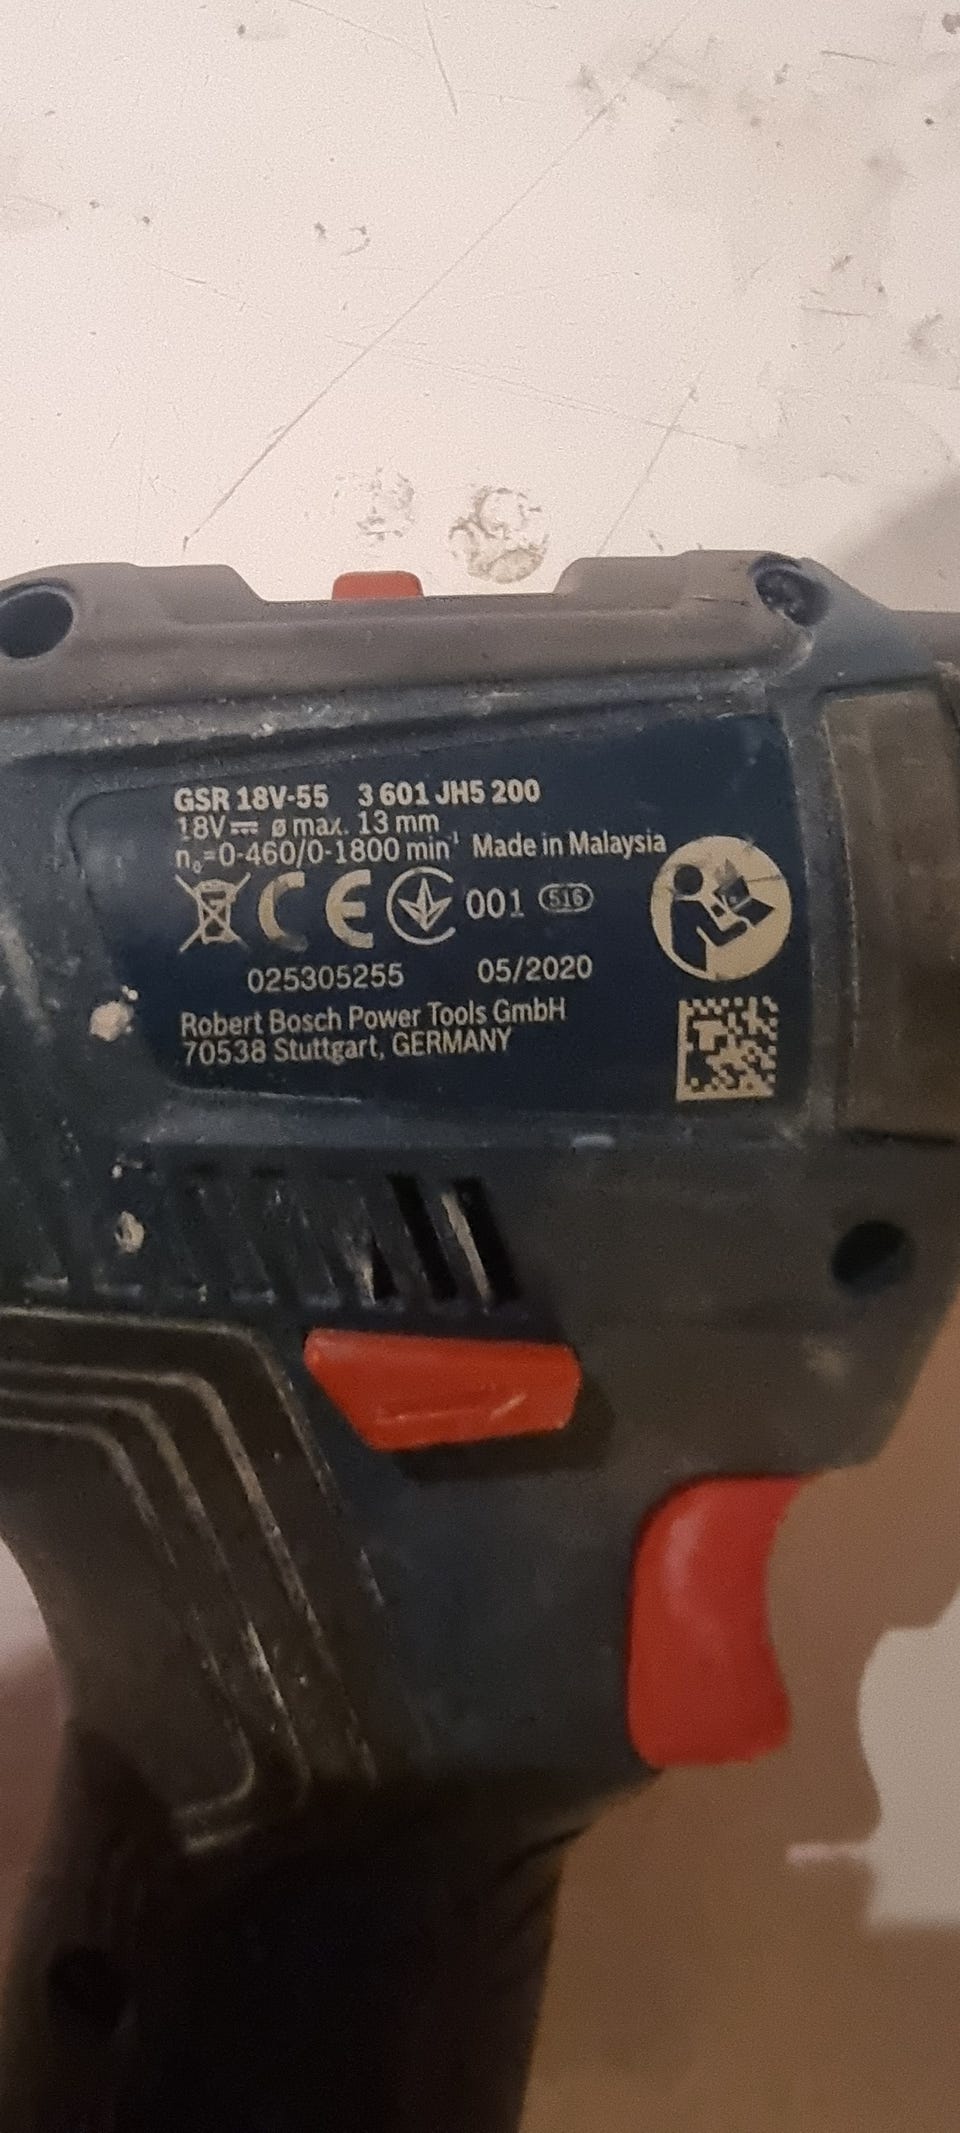 GSR 18V-55 3 601 JH5 200
18V⎓ ø max. 13 mm
n₀=0-460/0-1800 min⁻¹ Made in Malaysia
CE 001 516
025305255 05/2020
Robert Bosch Power Tools GmbH
70538 Stuttgart, GERMANY